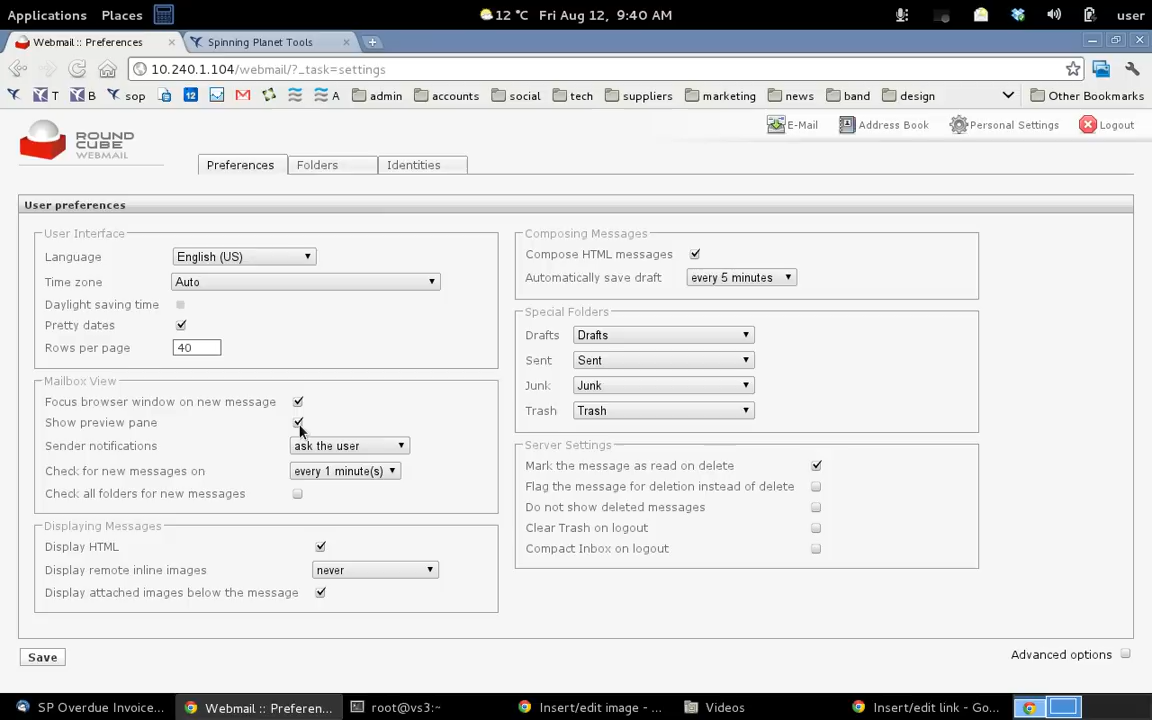 Applications Places 12 °C Fri Aug 12, 9:40 AM user
Webmail :: Preferences Spinning Planet Tools
10.240.1.104/webmail/?_task=settings
T B sop 12 A admin accounts social tech suppliers marketing news band design Other Bookmarks
E-Mail Address Book Personal Settings Logout
ROUND
CUBE
WEBMAIL
Preferences Folders Identities
User preferences
User Interface
Language English (US)
Time zone Auto
Daylight saving time
Pretty dates
Rows per page 40
Mailbox View
Focus browser window on new message
Show preview pane
Sender notifications ask the user
Check for new messages on every 1 minute(s)
Check all folders for new messages
Displaying Messages
Display HTML
Display remote inline images never
Display attached images below the message
Composing Messages
Compose HTML messages
Automatically save draft every 5 minutes
Special Folders
Drafts Drafts
Sent Sent
Junk Junk
Trash Trash
Server Settings
Mark the message as read on delete
Flag the message for deletion instead of delete
Do not show deleted messages
Clear Trash on logout
Compact Inbox on logout
Save Advanced options
SP Overdue Invoice... Webmail :: Preferen... root@vs3:~ Insert/edit image - ... Videos Insert/edit link - Go...